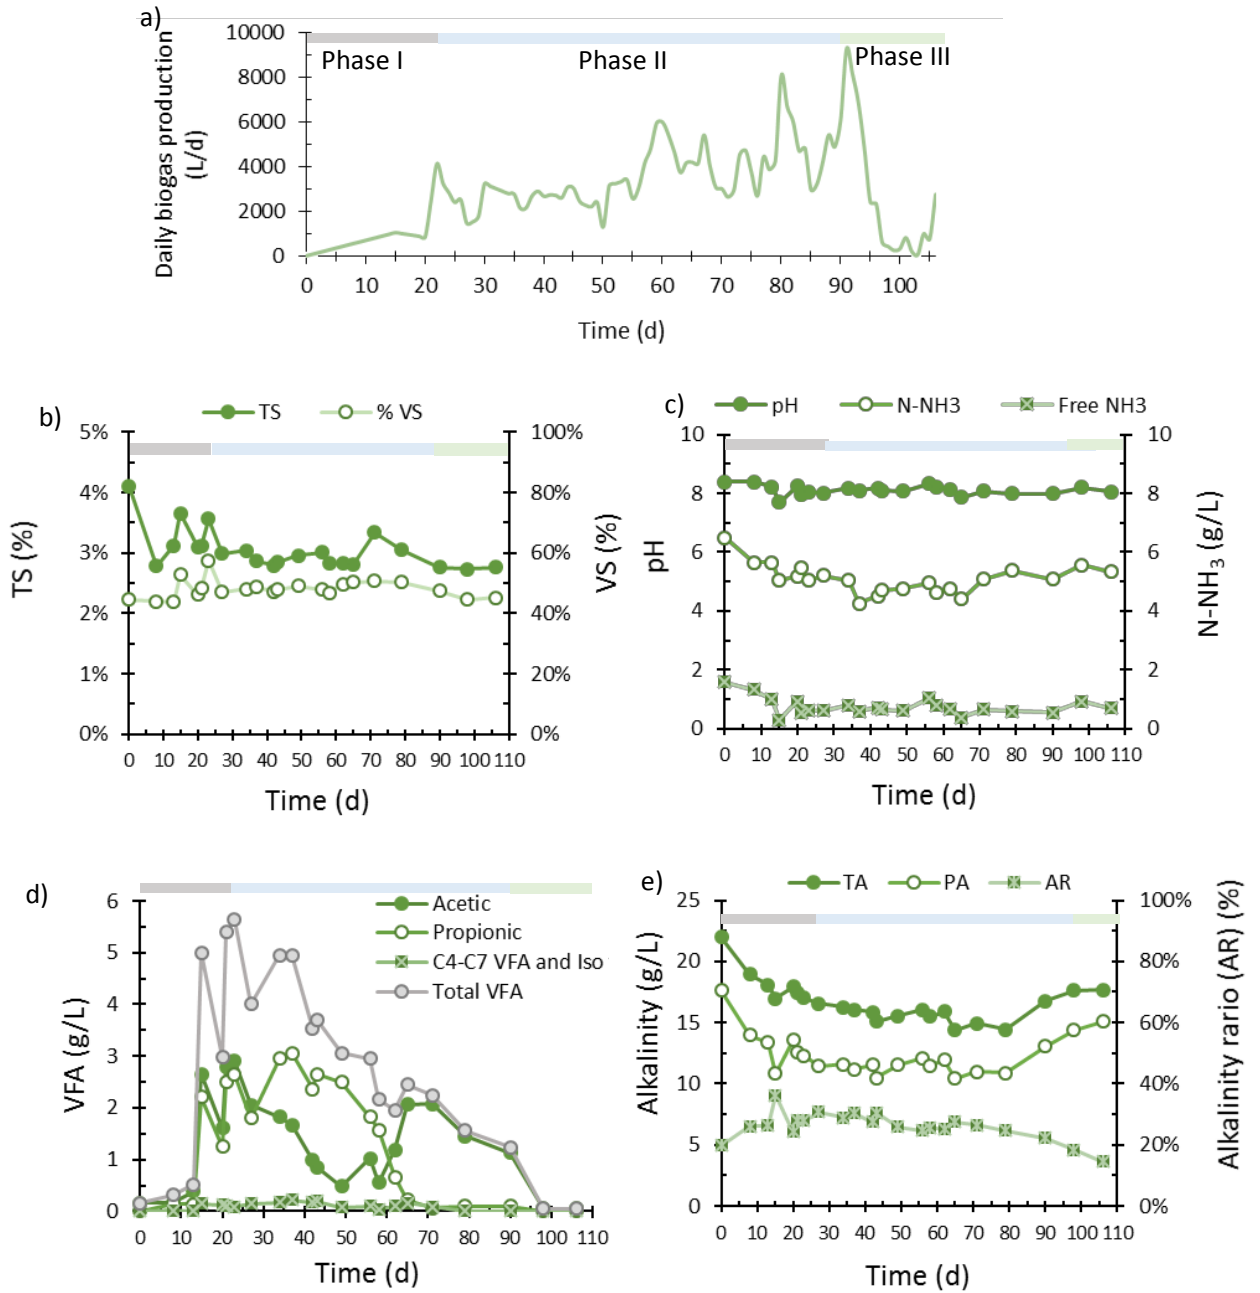 a)
10000
8000
6000
4000
2000
0
Daily biogas production
(L/d)
Phase I
Phase II
Phase III
0 10 20 30 40 50 60 70 80 90 100
Time (d)
b)
TS
% VS
5%
4%
3%
2%
1%
0%
TS (%)
100%
80%
60%
40%
20%
0%
VS (%)
0 10 20 30 40 50 60 70 80 90 100 110
Time (d)
c)
pH
N-NH3
Free NH3
10
8
6
4
2
0
pH
10
8
6
4
2
0
N-NH3 (g/L)
0 10 20 30 40 50 60 70 80 90 100 110
Time (d)
d)
Acetic
Propionic
C4-C7 VFA and Iso
Total VFA
6
5
4
3
2
1
0
VFA (g/L)
0 10 20 30 40 50 60 70 80 90 100 110
Time (d)
e)
TA
PA
AR
25
20
15
10
5
0
Alkalinity (g/L)
100%
80%
60%
40%
20%
0%
Alkalinity rario (AR) (%)
0 10 20 30 40 50 60 70 80 90 100 110
Time (d)